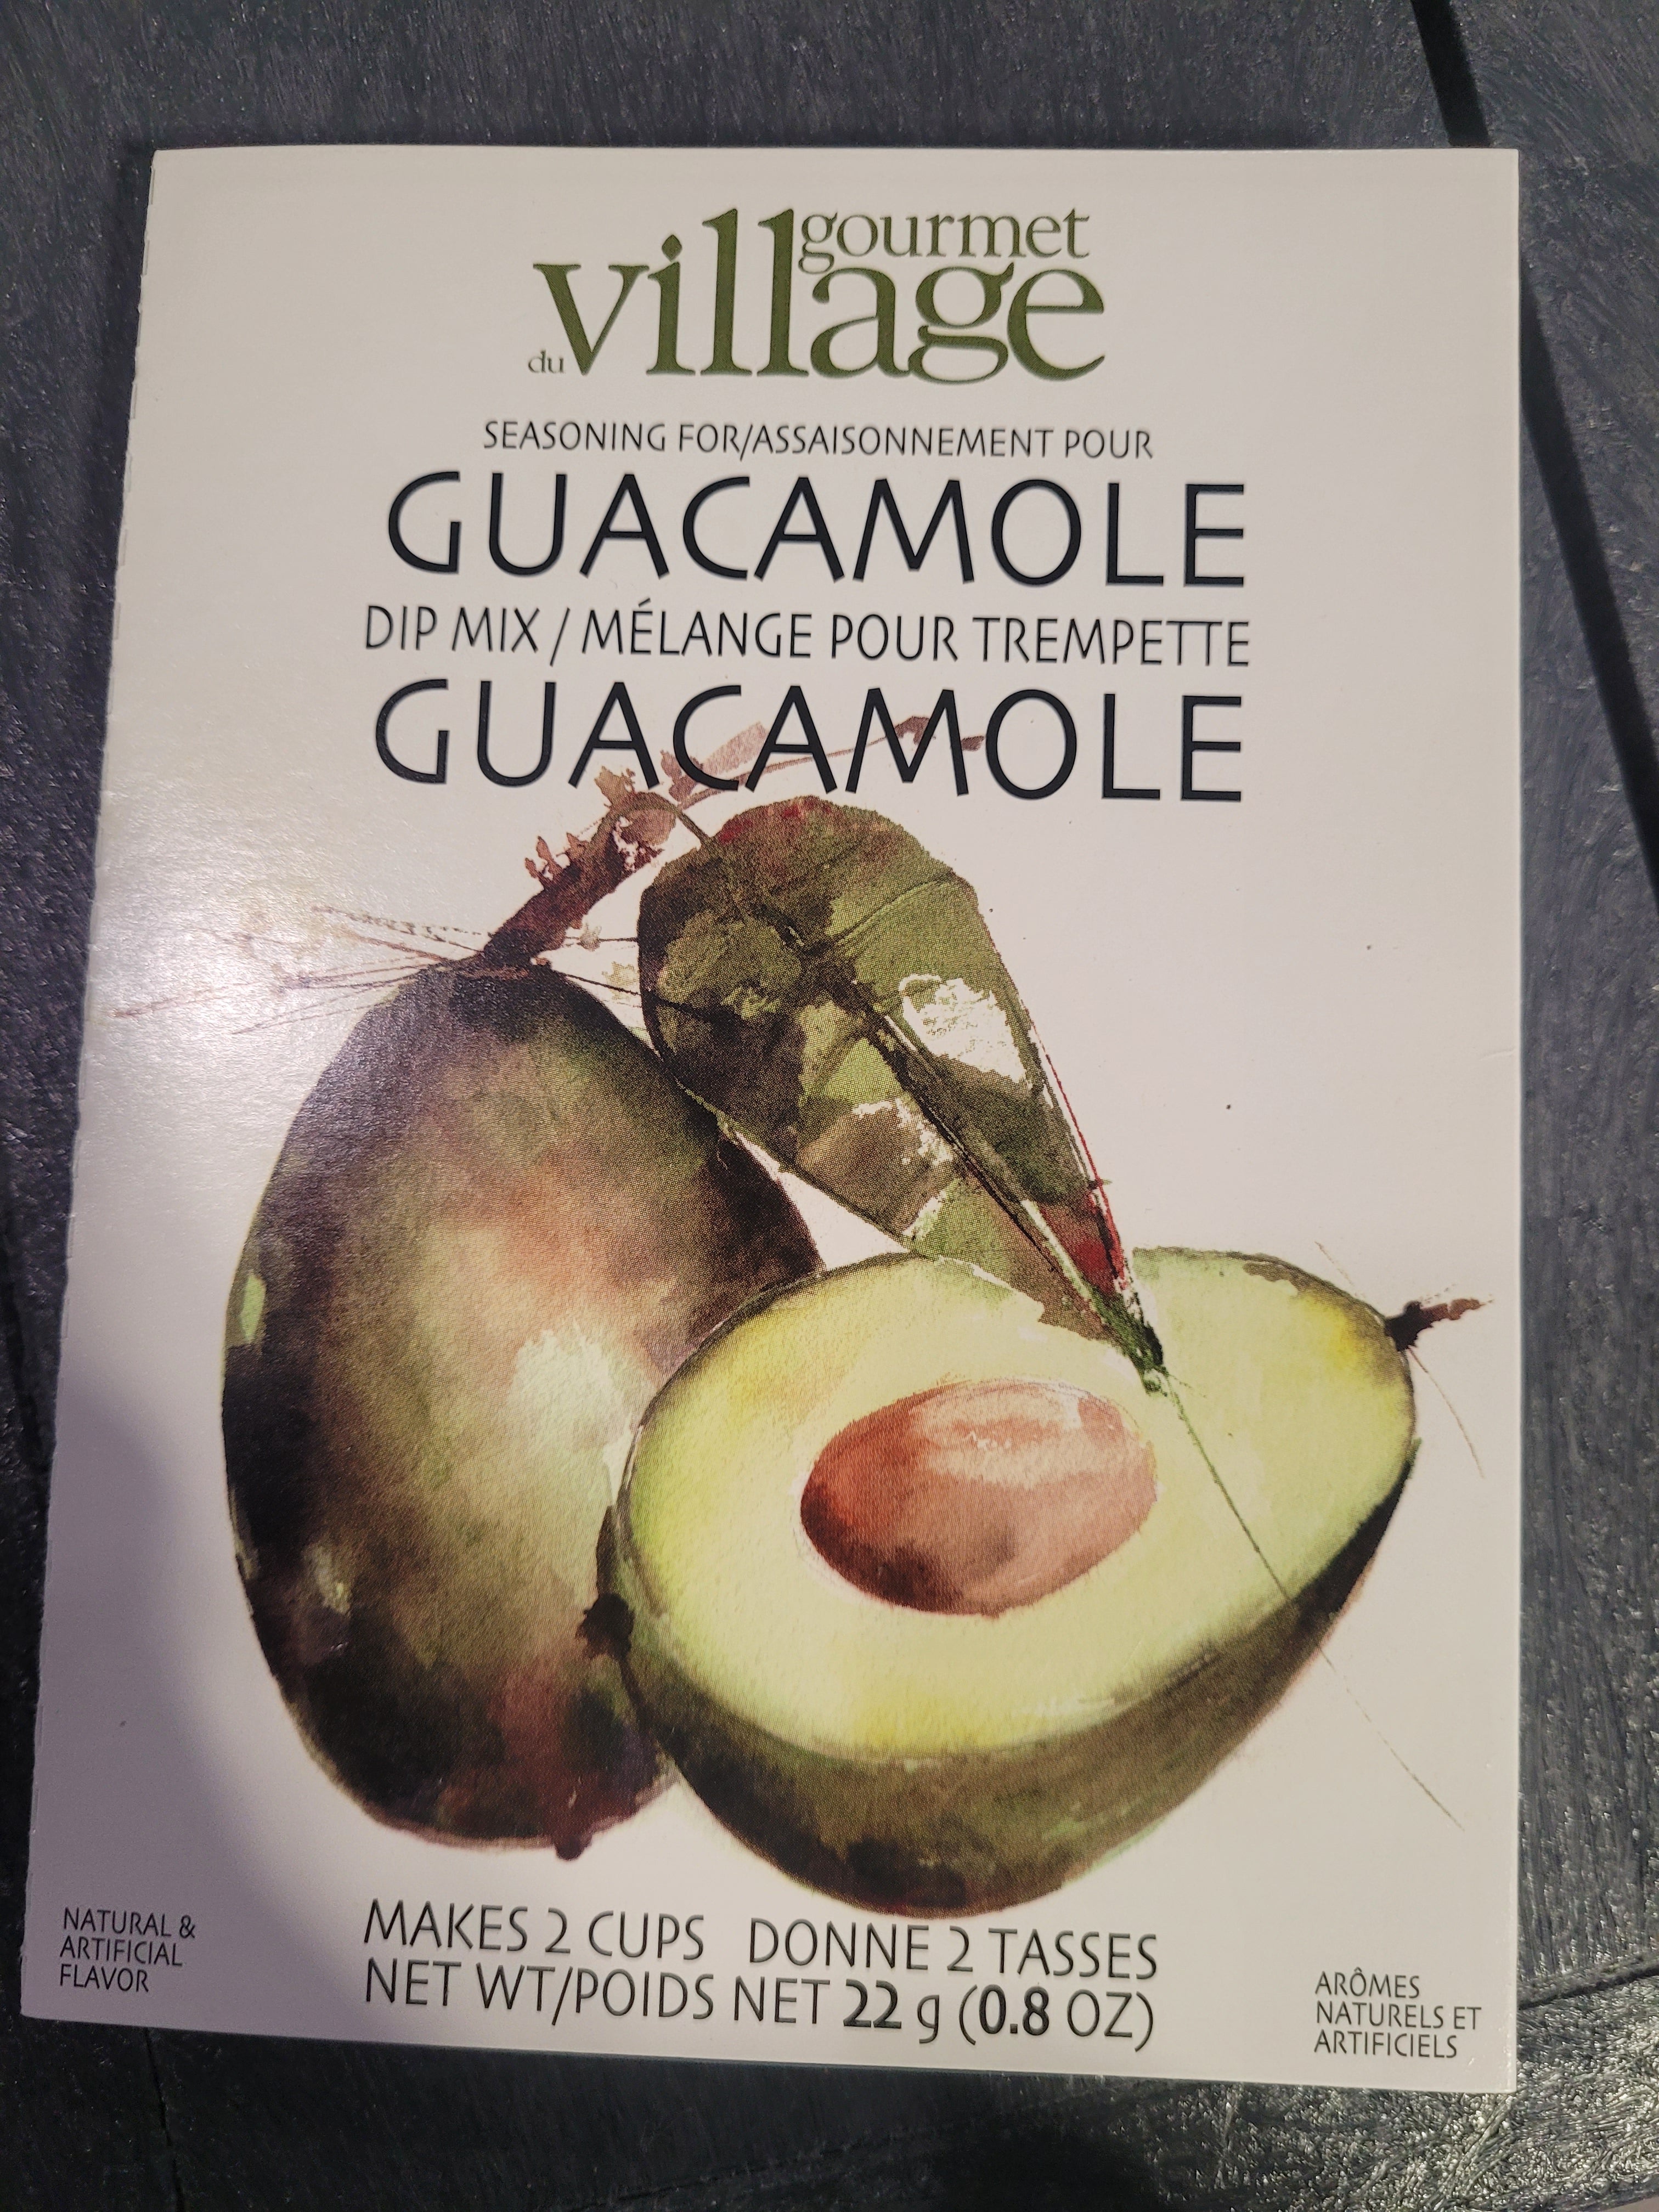 gourmet
du village
SEASONING FOR/ASSAISONNEMENT POUR
GUACAMOLE
DIP MIX / MÉLANGE POUR TREMPETTE
GUACAMOLE
NATURAL &
ARTIFICIAL
FLAVOR
MAKES 2 CUPS DONNE 2 TASSES
NET WT/POIDS NET 22 g (0.8 OZ)
ARÔMES
NATURELS ET
ARTIFICIELS